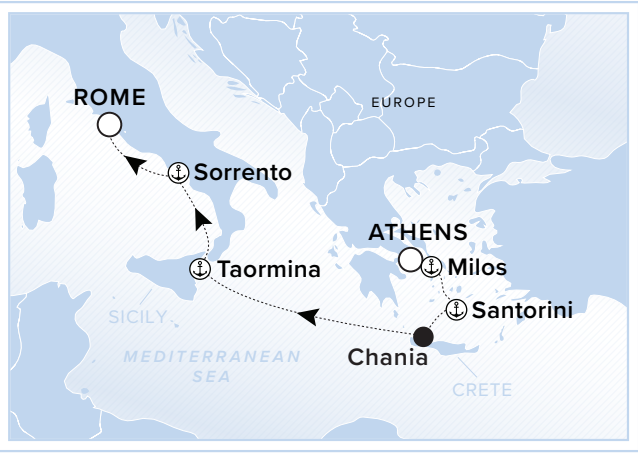 ROME
EUROPE
Sorrento
ATHENS
Milos
Taormina
Santorini
SICILY
Chania
MEDITERRANEAN
SEA
CRETE